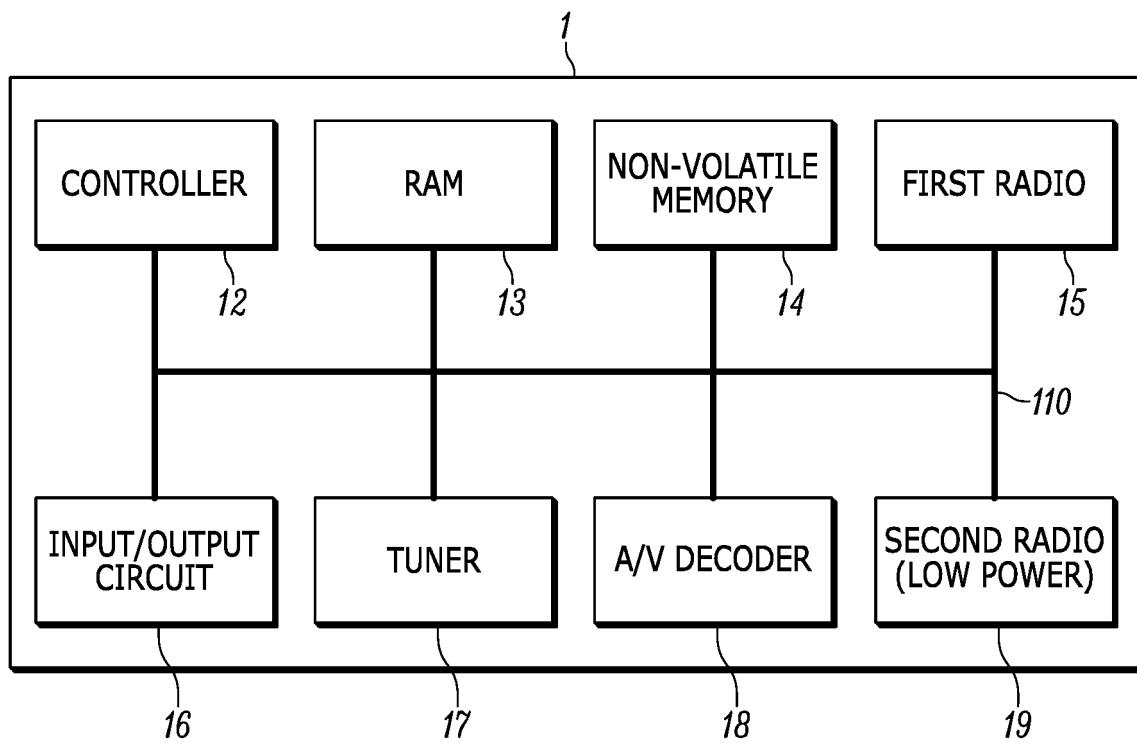 1
CONTROLLER
RAM
NON-VOLATILE
MEMORY
FIRST RADIO
12
13
14
15
110
INPUT/OUTPUT
CIRCUIT
TUNER
A/V DECODER
SECOND RADIO
(LOW POWER)
16
17
18
19